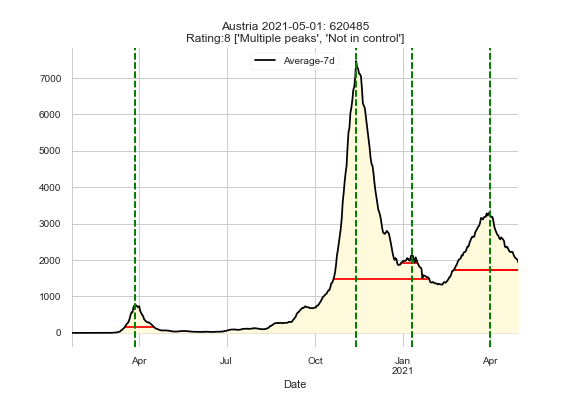 Austria 2021-05-01: 620485
Rating:8 ['Multiple peaks', 'Not in control']
Average-7d
7000
6000
5000
4000
3000
2000
1000
0
Apr
Jul
Oct
Jan
2021
Apr
Date